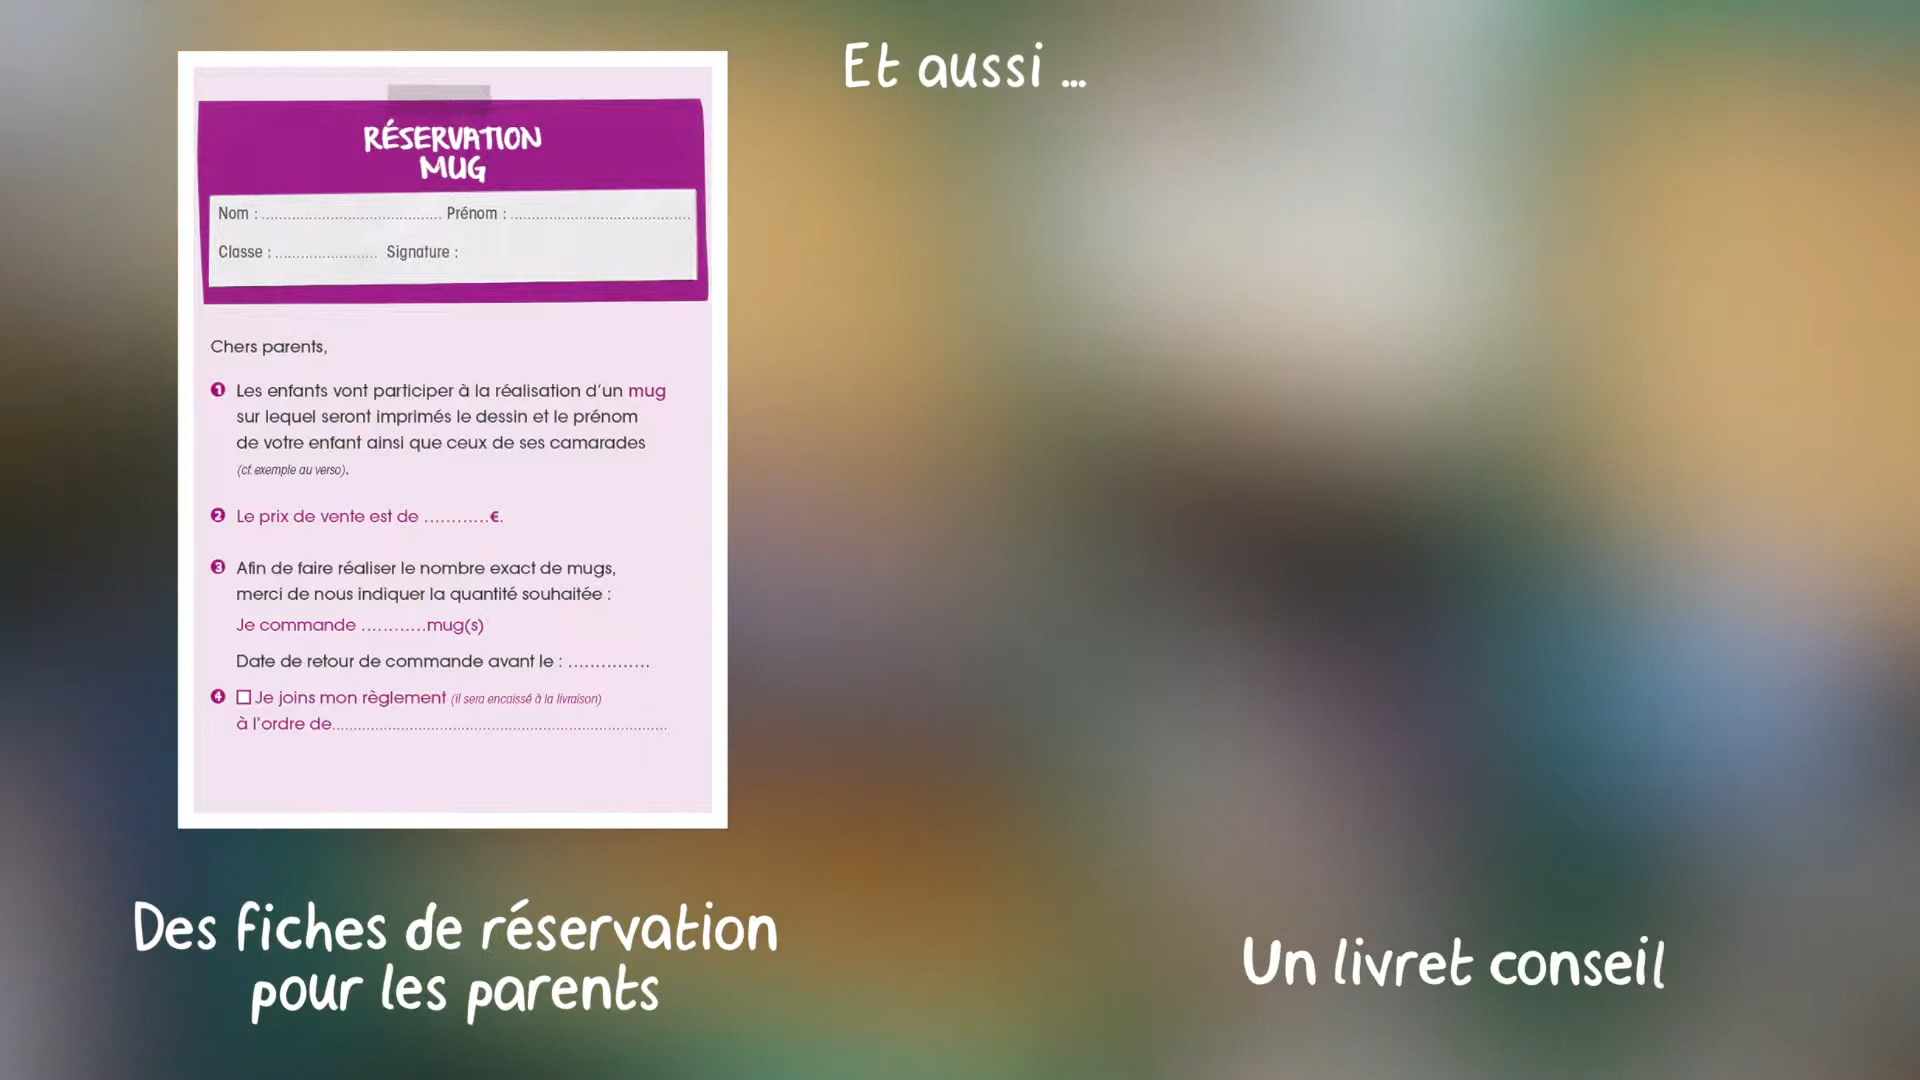 Et aussi ...
RÉSERVATION
MUG
Nom : ........................................ Prénom : ........................................
Classe : ........................ Signature :
Chers parents,
1 Les enfants vont participer à la réalisation d'un mug
sur lequel seront imprimés le dessin et le prénom
de votre enfant ainsi que ceux de ses camarades
(cf. exemple au verso).
2 Le prix de vente est de ............€.
3 Afin de faire réaliser le nombre exact de mugs,
merci de nous indiquer la quantité souhaitée :
Je commande ............mug(s)
Date de retour de commande avant le : ...............
4 □ Je joins mon règlement (il sera encaissé à la livraison)
à l'ordre de................................................................................
Des fiches de réservation
pour les parents
Un livret conseil